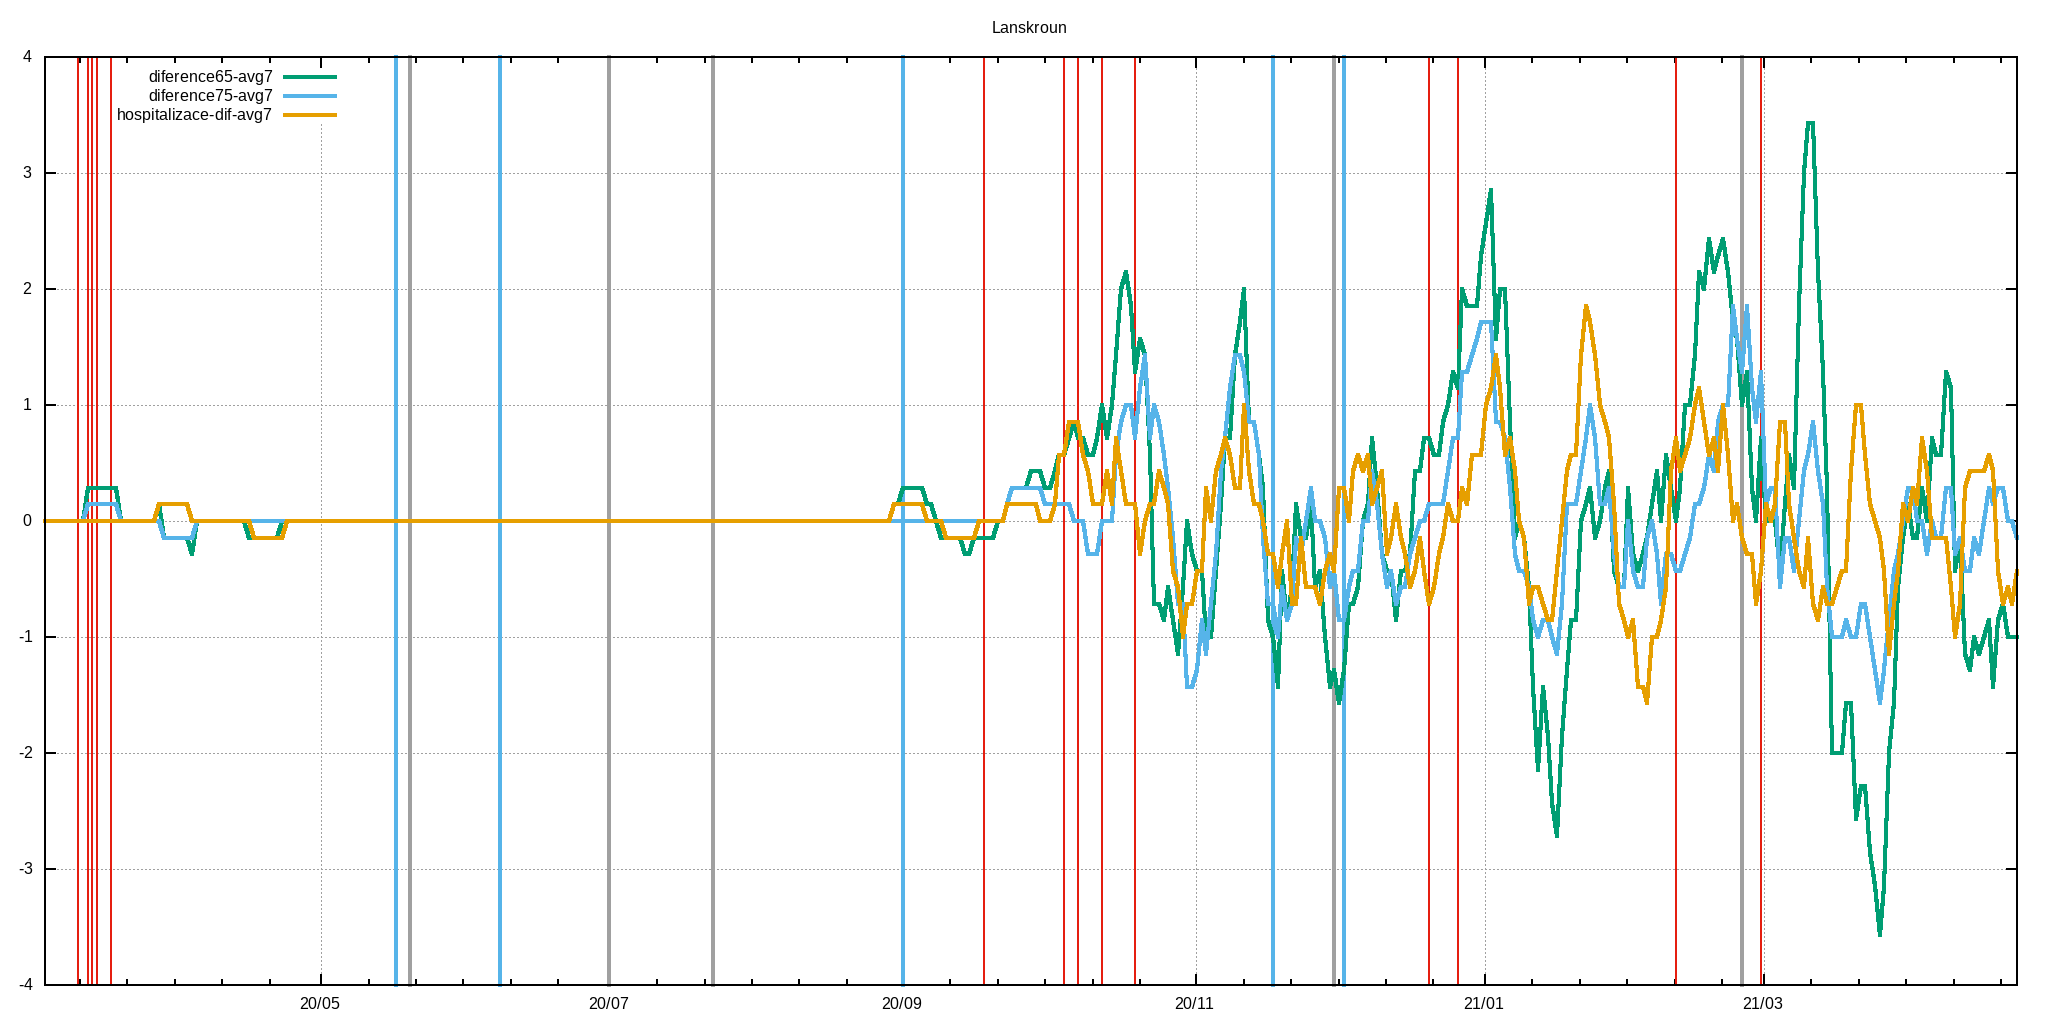 Lanskroun
4
diference65-avg7
diference75-avg7
hospitalizace-dif-avg7
3
2
1
0
-1
-2
-3
-4
20/05 20/07 20/09 20/11 21/01 21/03